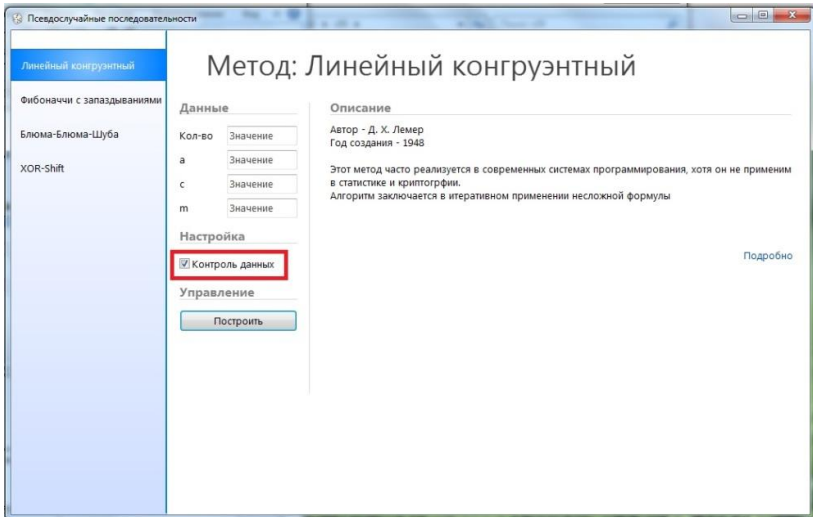 Псевдослучайные последовательности
Линейный конгруэнтный
Фибоначчи с запаздываниями
Блюма-Блюма-Шуба
XOR-Shift
Метод: Линейный конгруэнтный
Данные
Кол-во Значение
a Значение
c Значение
m Значение
Настройка
Контроль данных
Управление
Построить
Описание
Автор - Д. Х. Лемер
Год создания - 1948
Этот метод часто реализуется в современных системах программирования, хотя он не применим
в статистике и криптогрфии.
Алгоритм заключается в итеративном применении несложной формулы
Подробно